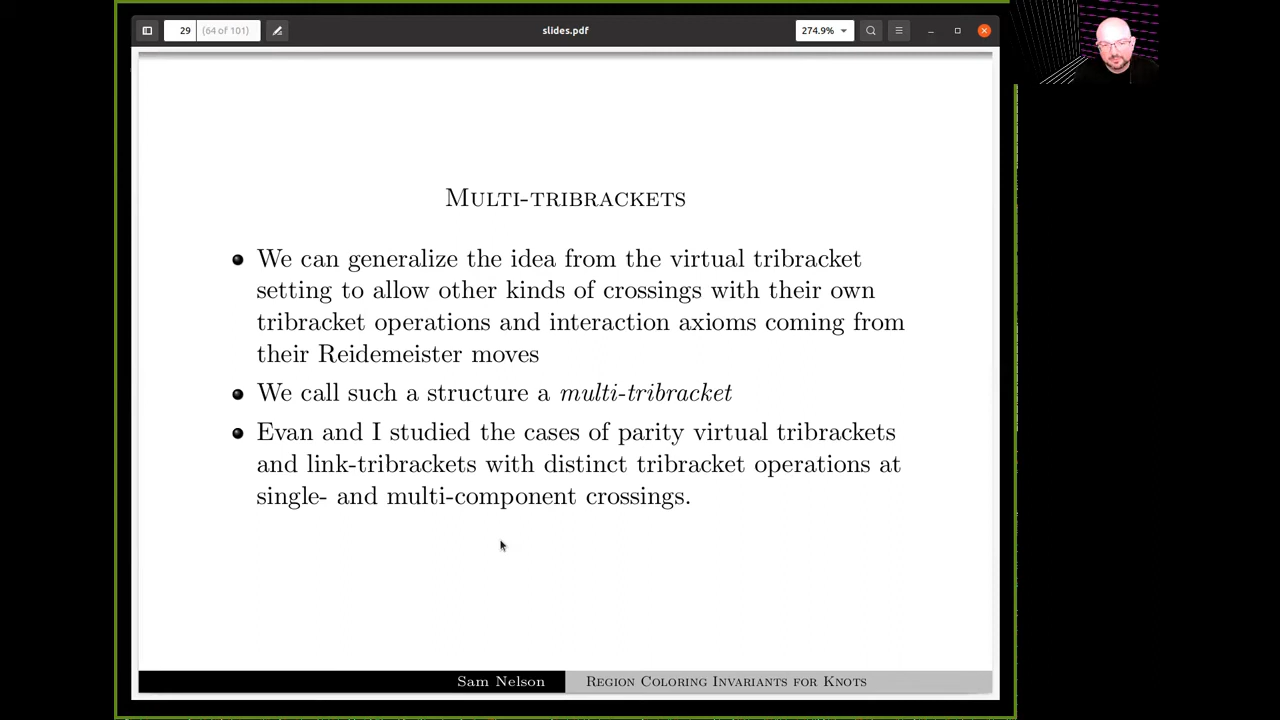 29 (64 of 101) slides.pdf 274.9%
Multi-tribrackets
We can generalize the idea from the virtual tribracket
setting to allow other kinds of crossings with their own
tribracket operations and interaction axioms coming from
their Reidemeister moves
We call such a structure a multi-tribracket
Evan and I studied the cases of parity virtual tribrackets
and link-tribrackets with distinct tribracket operations at
single- and multi-component crossings.
Sam Nelson Region Coloring Invariants for Knots